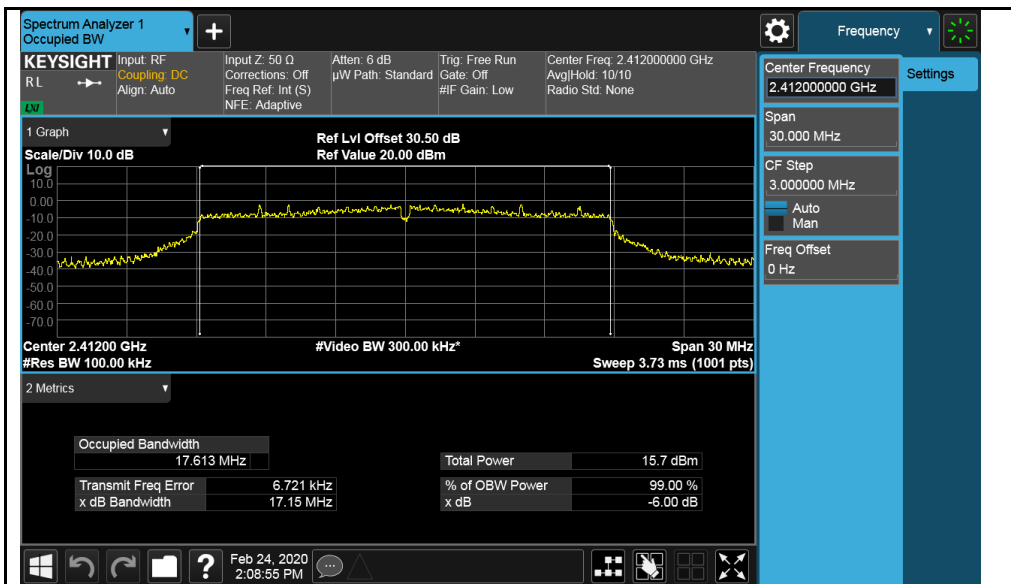 Spectrum Analyzer 1
Occupied BW
+
Frequency
KEYSIGHT
R L
LXI
Input: RF
Coupling: DC
Align: Auto
Input Z: 50 Ω
Corrections: Off
Freq Ref: Int (S)
NFE: Adaptive
Atten: 6 dB
µW Path: Standard
Trig: Free Run
Gate: Off
#IF Gain: Low
Center Freq: 2.412000000 GHz
Avg|Hold: 10/10
Radio Std: None
1 Graph
Scale/Div 10.0 dB
Ref Lvl Offset 30.50 dB
Ref Value 20.00 dBm
Log
10.0
0.00
-10.0
-20.0
-30.0
-40.0
-50.0
-60.0
-70.0
Center 2.41200 GHz
#Video BW 300.00 kHz*
Span 30 MHz
#Res BW 100.00 kHz
Sweep 3.73 ms (1001 pts)
2 Metrics
Occupied Bandwidth
17.613 MHz
Total Power 15.7 dBm
Transmit Freq Error 6.721 kHz
% of OBW Power 99.00 %
x dB Bandwidth 17.15 MHz
x dB -6.00 dB
Center Frequency
2.412000000 GHz
Span
30.000 MHz
CF Step
3.000000 MHz
Auto
Man
Freq Offset
0 Hz
Settings
?
Feb 24, 2020
2:08:55 PM